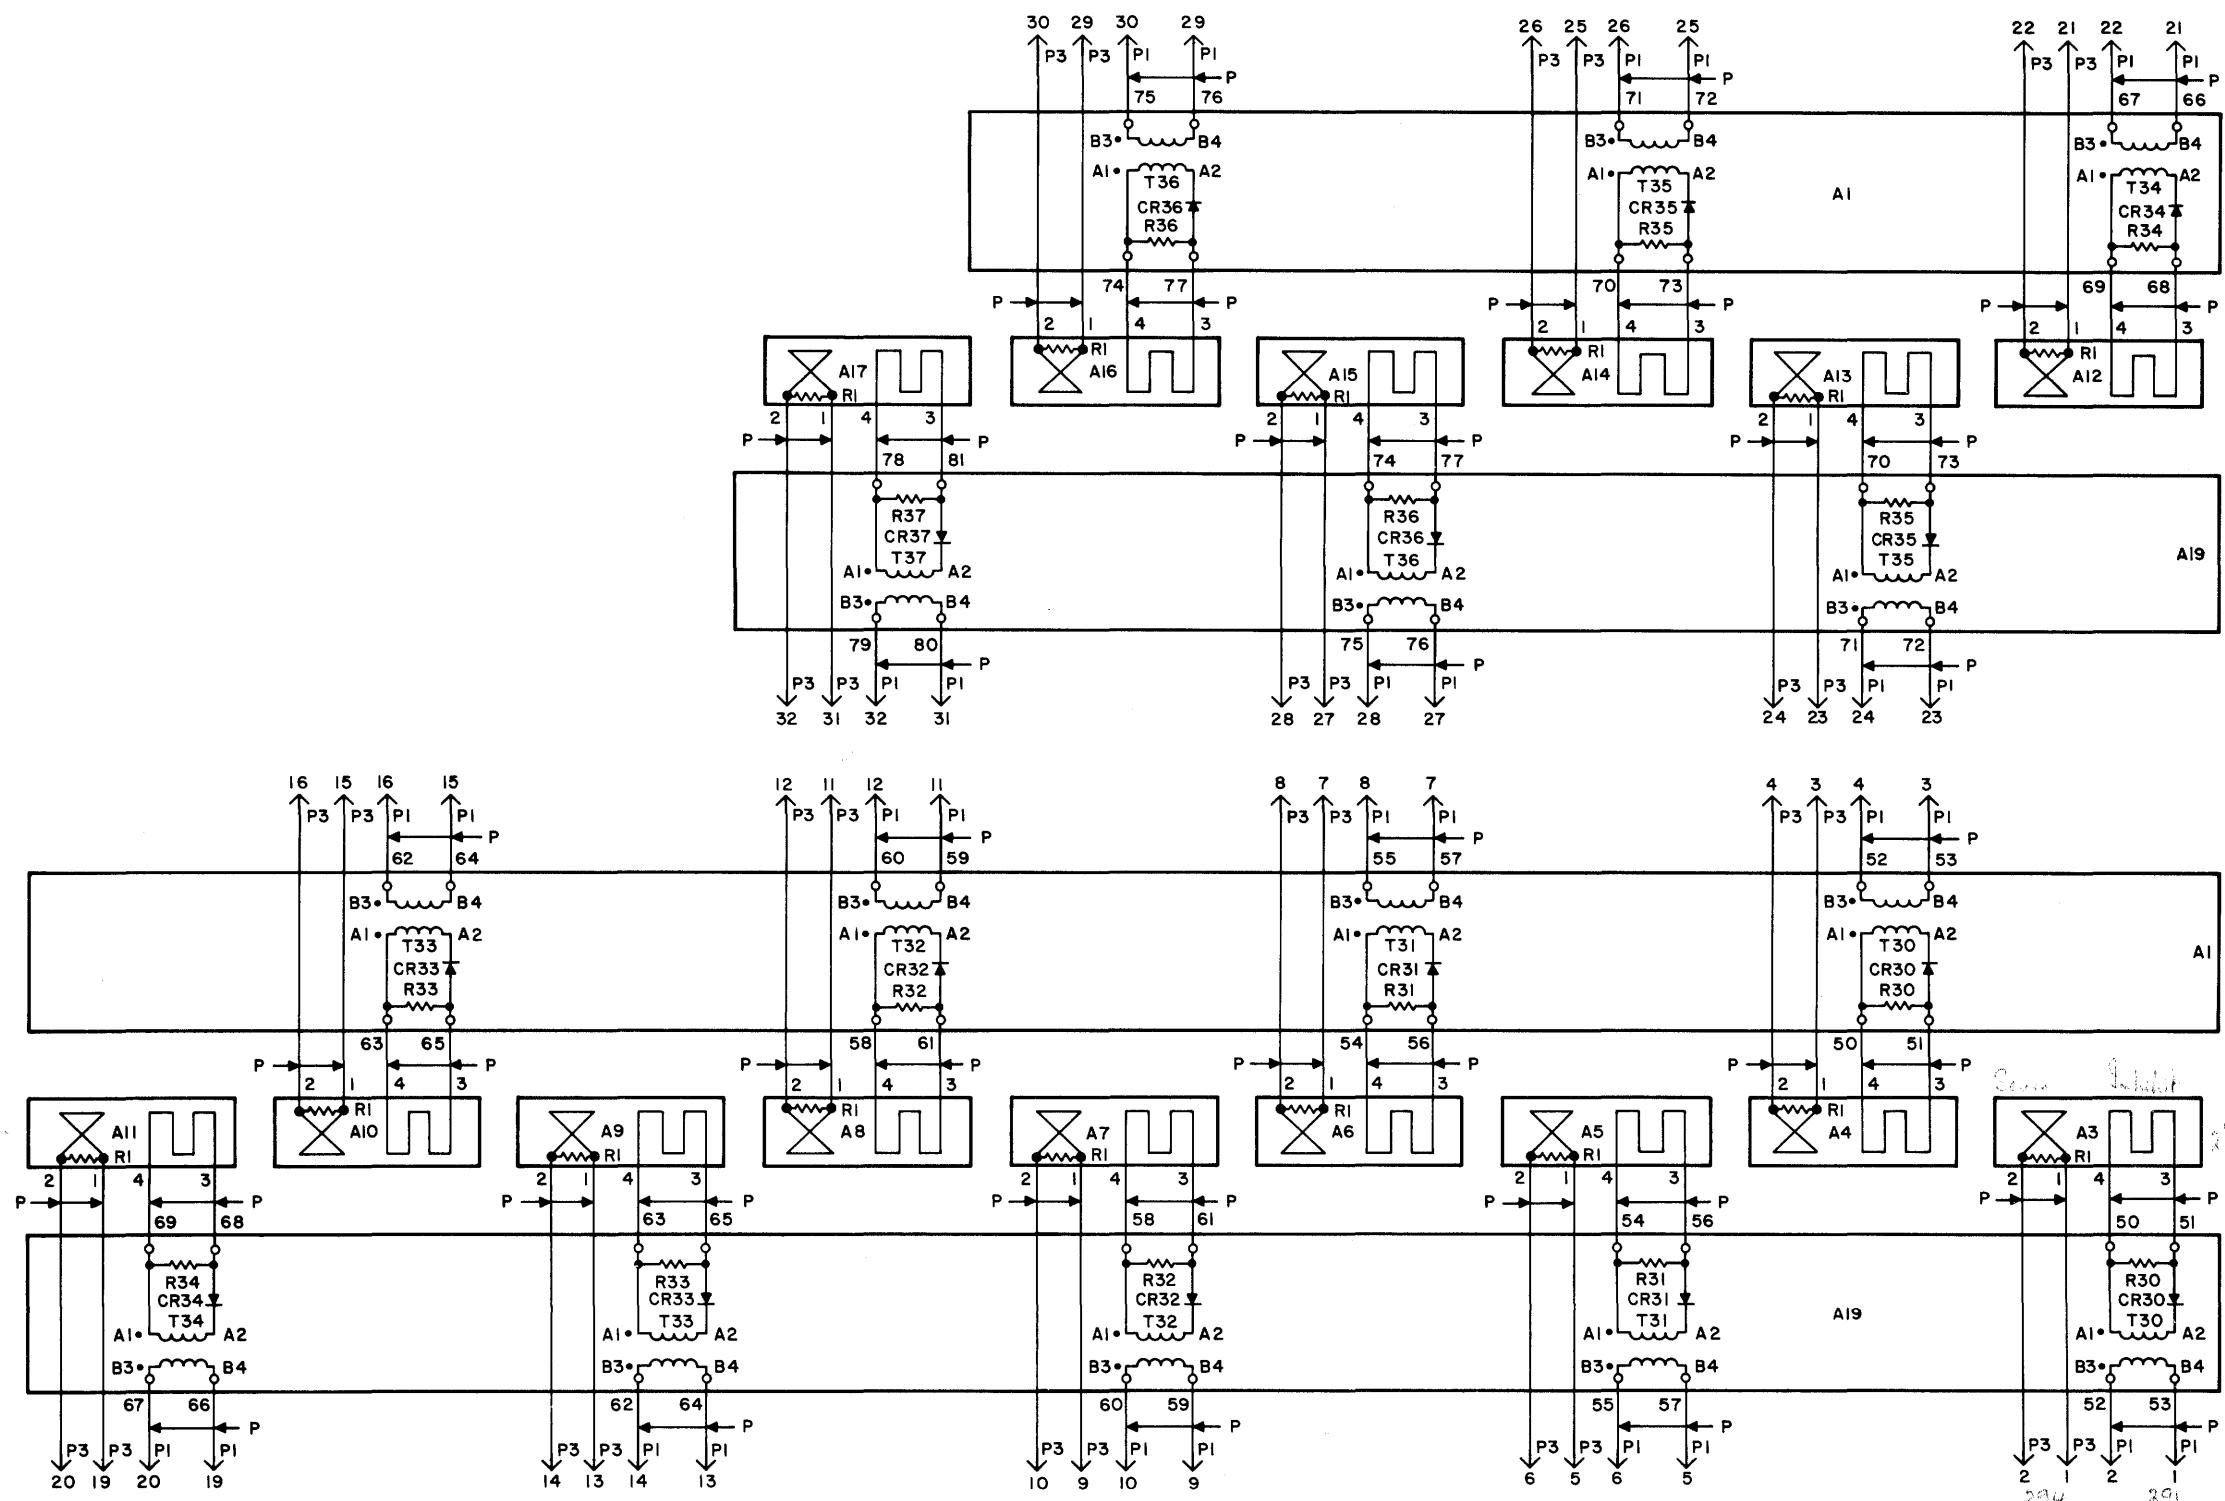 30 29 30 29 26 25 26 25 22 21 22 21
P3 P3 P1 P1 P3 P3 P1 P1 P3 P3 P1 P1
P P P
75 76 71 72 67 66
B3 B4 B3 B4 B3 B4
A1 A2 A1 A2 A1 A2
T36 T35 A1 T34
CR36 CR35 CR34
R36 R35 R34
74 77 70 73 69 68
P P P P P P
2 1 4 3 2 1 4 3 2 1 4 3
R1 R1 R1
A17 A16 A15 A14 A13 A12
R1 R1 R1
2 1 4 3 2 1 4 3 2 1 4 3
P P P P P P
78 81 74 77 70 73
R37 R36 R35
CR37 CR36 CR35 A19
T37 T36 T35
A1 A2 A1 A2 A1 A2
B3 B4 B3 B4 B3 B4
79 80 75 76 71 72
P P P
P3 P3 P1 P1 P3 P3 P1 P1 P3 P3 P1 P1
32 31 32 31 28 27 28 27 24 23 24 23
16 15 16 15 12 11 12 11 8 7 8 7 4 3 4 3
P3 P3 P1 P1 P3 P3 P1 P1 P3 P3 P1 P1 P3 P3 P1 P1
P P P P
62 64 60 59 55 57 52 53
B3 B4 B3 B4 B3 B4 B3 B4
A1 A2 A1 A2 A1 A2 A1 A2
T33 T32 T31 T30 A1
CR33 CR32 CR31 CR30
R33 R32 R31 R30
63 65 58 61 54 56 50 51
P P P P P P P P
2 1 4 3 2 1 4 3 2 1 4 3 2 1 4 3
R1 R1 R1 R1
A11 A10 A9 A8 A7 A6 A5 A4 A3
R1 R1 R1 R1 R1
2 1 4 3 2 1 4 3 2 1 4 3 2 1 4 3 2 1 4 3
P P P P P P P P P P
69 68 63 65 58 61 54 56 50 51
R34 R33 R32 R31 R30
CR34 CR33 CR32 CR31 A19 CR30
T34 T33 T32 T31 T30
A1 A2 A1 A2 A1 A2 A1 A2 A1 A2
B3 B4 B3 B4 B3 B4 B3 B4 B3 B4
67 66 62 64 60 59 55 57 52 53
P P P P P
P3 P3 P1 P1 P3 P3 P1 P1 P3 P3 P1 P1 P3 P3 P1 P1 P3 P3 P1 P1
20 19 20 19 14 13 14 13 10 9 10 9 6 5 6 5 2 1 2 1